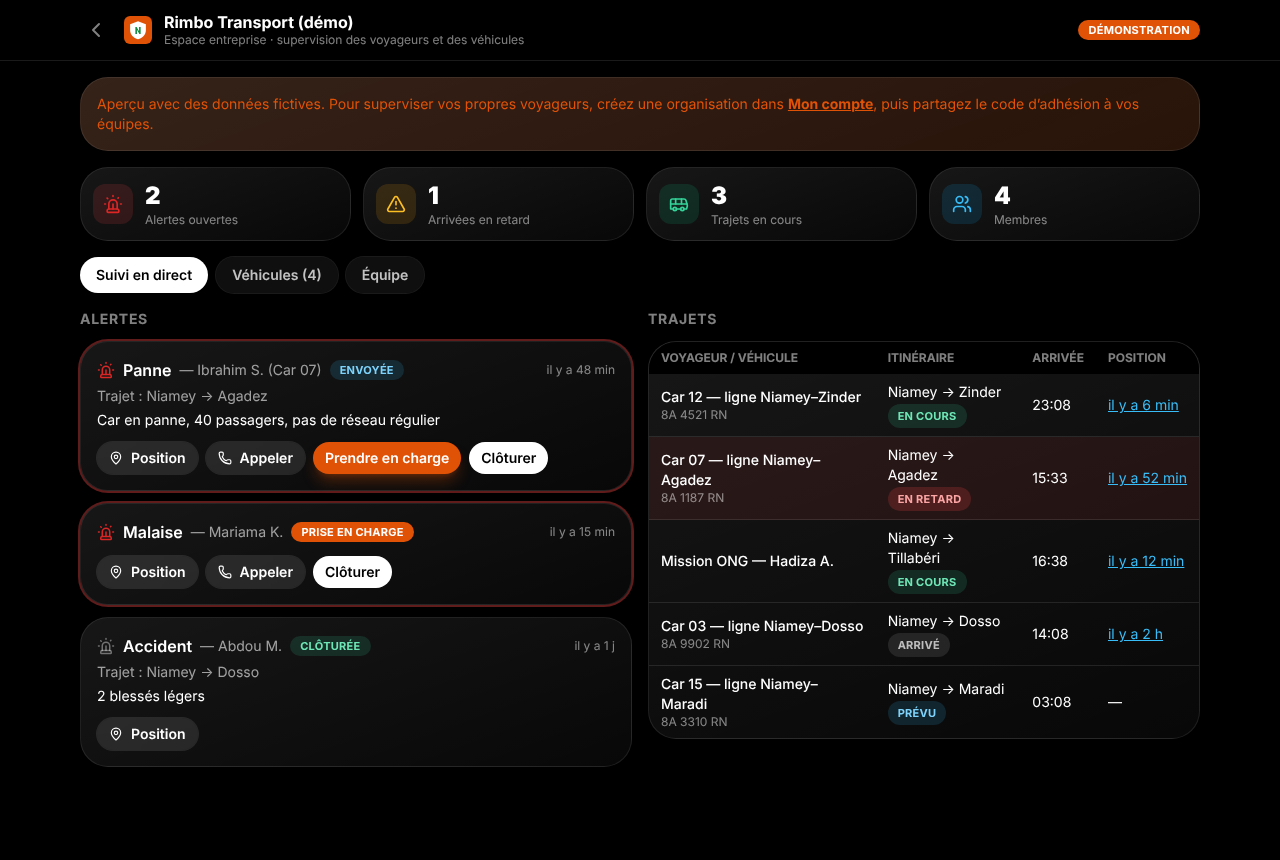 N
Rimbo Transport (démo)
Espace entreprise · supervision des voyageurs et des véhicules
DÉMONSTRATION
Aperçu avec des données fictives. Pour superviser vos propres voyageurs, créez une organisation dans Mon compte, puis partagez le code d’adhésion à vos
équipes.
2
Alertes ouvertes
1
Arrivées en retard
3
Trajets en cours
4
Membres
Suivi en direct
Véhicules (4)
Équipe
ALERTES
Panne — Ibrahim S. (Car 07) ENVOYÉE il y a 48 min
Trajet : Niamey → Agadez
Car en panne, 40 passagers, pas de réseau régulier
Position Appeler Prendre en charge Clôturer
Malaise — Mariama K. PRISE EN CHARGE il y a 15 min
Position Appeler Clôturer
Accident — Abdou M. CLÔTURÉE il y a 1 j
Trajet : Niamey → Dosso
2 blessés légers
Position
TRAJETS
VOYAGEUR / VÉHICULE ITINÉRAIRE ARRIVÉE POSITION
Car 12 — ligne Niamey–Zinder
8A 4521 RN
Niamey → Zinder
EN COURS
23:08
il y a 6 min
Car 07 — ligne Niamey–
Agadez
8A 1187 RN
Niamey →
Agadez
EN RETARD
15:33
il y a 52 min
Mission ONG — Hadiza A.
Niamey →
Tillabéri
EN COURS
16:38
il y a 12 min
Car 03 — ligne Niamey–Dosso
8A 9902 RN
Niamey → Dosso
ARRIVÉ
14:08
il y a 2 h
Car 15 — ligne Niamey–
Maradi
8A 3310 RN
Niamey → Maradi
PRÉVU
03:08
—